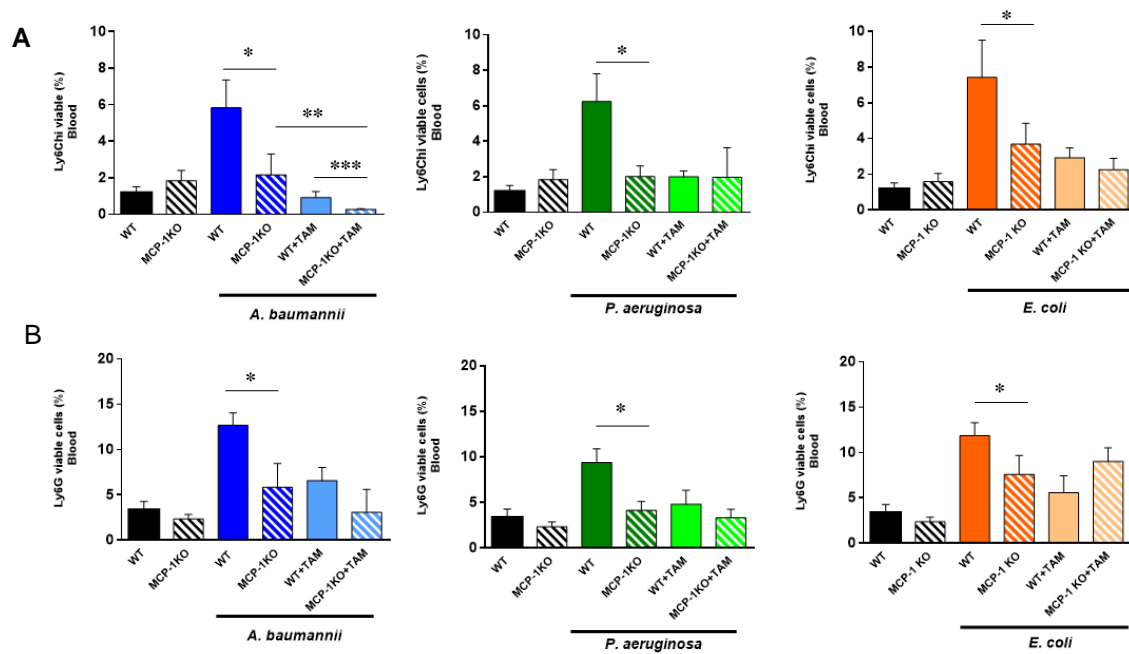 A
Ly6Chi viable (%)
Blood
10
8
6
4
2
0
*
**
***
WT
MCP-1KO
WT
MCP-1KO
WT+TAM
MCP-1KO+TAM
A. baumannii
Ly6Chi viable cells (%)
Blood
10
8
6
4
2
0
*
WT
MCP-1KO
WT
MCP-1KO
WT+TAM
MCP-1KO+TAM
P. aeruginosa
Ly6Chi viable cells (%)
Blood
10
8
6
4
2
0
*
WT
MCP-1 KO
WT
MCP-1 KO
WT+TAM
MCP-1 KO+TAM
E. coli
B
Ly6G viable cells (%)
Blood
20
15
10
5
0
*
WT
MCP-1KO
WT
MCP-1KO
WT+TAM
MCP-1KO+TAM
A. baumannii
Ly6G viable cells (%)
Blood
20
15
10
5
0
*
WT
MCP-1KO
WT
MCP-1KO
WT+TAM
MCP-1KO+TAM
P. aeruginosa
Ly6G viable cells (%)
Blood
20
15
10
5
0
*
WT
MCP-1 KO
WT
MCP-1 KO
WT+TAM
MCP-1 KO+TAM
E. coli